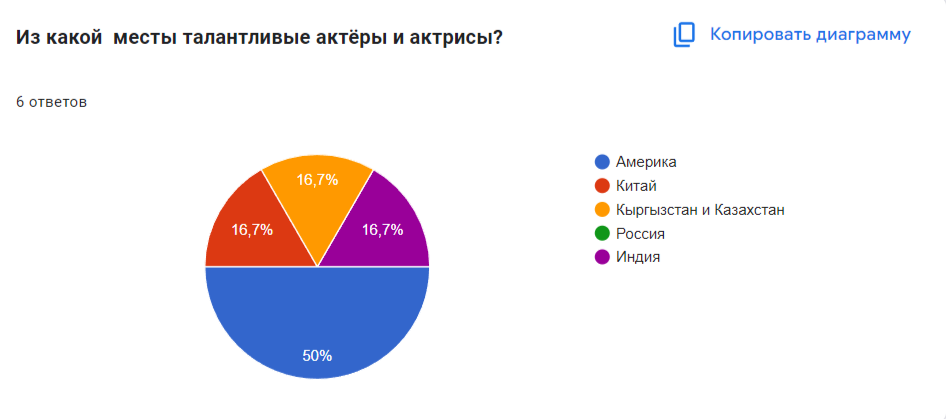 Из какой  месты талантливые актёры и актрисы?
Копировать диаграмму
6 ответов
16,7%
16,7%
16,7%
50%
Америка
Китай
Кыргызстан и Казахстан
Россия
Индия